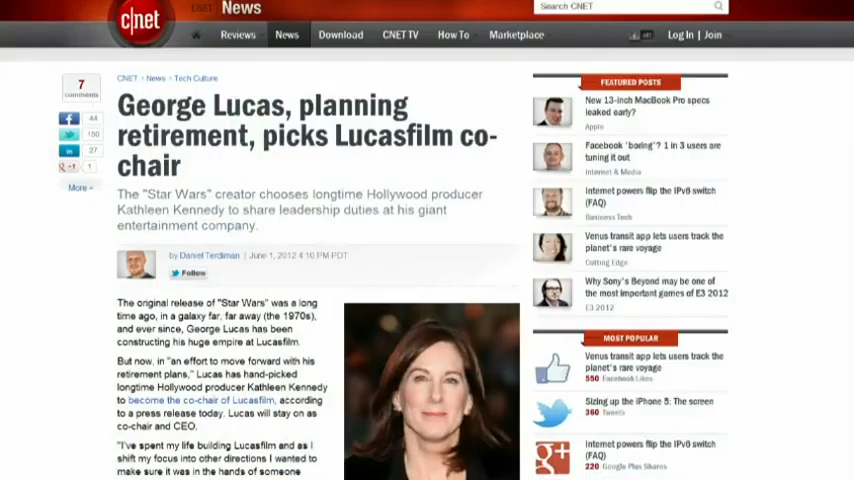 CNET
News
Search CNET
c|net
Reviews
News
Download
CNET TV
How To
Marketplace
Log In | Join
7
comments
44
150
27
1
More +
CNET › News › Tech Culture
George Lucas, planning
retirement, picks Lucasfilm co-
chair
The "Star Wars" creator chooses longtime Hollywood producer
Kathleen Kennedy to share leadership duties at his giant
entertainment company.
by Daniel Terdiman | June 1, 2012 4:10 PM PDT
Follow
The original release of "Star Wars" was a long
time ago, in a galaxy far, far away (the 1970s),
and ever since, George Lucas has been
constructing his huge empire at Lucasfilm.
But now, in "an effort to move forward with his
retirement plans," Lucas has hand-picked
longtime Hollywood producer Kathleen Kennedy
to become the co-chair of Lucasfilm, according
to a press release today. Lucas will stay on as
co-chair and CEO.
"I've spent my life building Lucasfilm and as I
shift my focus into other directions I wanted to
make sure it was in the hands of someone
FEATURED POSTS
New 13-inch MacBook Pro specs
leaked early?
Apple
Facebook 'boring'? 1 in 3 users are
tuning it out
Internet & Media
Internet powers flip the IPv6 switch
(FAQ)
Business Tech
Venus transit app lets users track the
planet's rare voyage
Cutting Edge
Why Sony's Beyond may be one of
the most important games of E3 2012
E3 2012
MOST POPULAR
Venus transit app lets users track the
planet's rare voyage
550 Facebook Likes
Sizing up the iPhone 5: The screen
360 Tweets
Internet powers flip the IPv6 switch
(FAQ)
220 Google Plus Shares